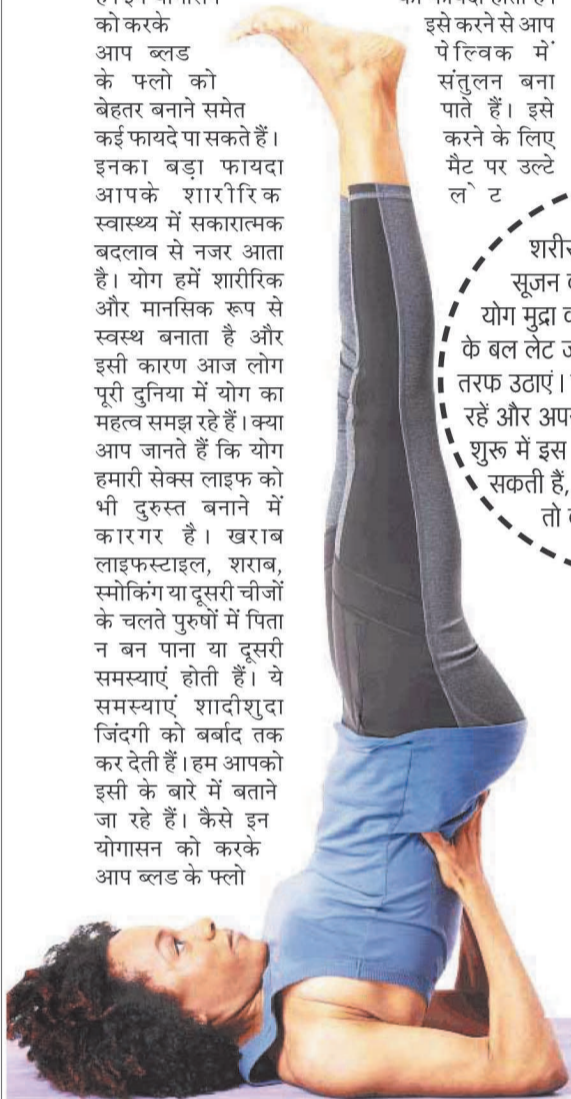 को करके
आप ब्लड
के फ्लो को
बेहतर बनाने समेत
कई फायदे पा सकते हैं।
इनका बड़ा फायदा
आपके शारीरिक
स्वास्थ्य में सकारात्मक
बदलाव से नजर आता
है। योग हमें शारीरिक
और मानसिक रूप से
स्वस्थ बनाता है और
इसी कारण आज लोग
पूरी दुनिया में योग का
महत्व समझ रहे हैं। क्या
आप जानते हैं कि योग
हमारी सेक्स लाइफ को
भी दुरुस्त बनाने में
कारगर है। खराब
लाइफस्टाइल, शराब,
स्मोकिंग या दूसरी चीजों
के चलते पुरुषों में पिता
न बन पाना या दूसरी
समस्याएं होती हैं। ये
समस्याएं शादीशुदा
जिंदगी को बर्बाद तक
कर देती हैं। हम आपको
इसी के बारे में बताने
जा रहे हैं। कैसे इन
योगासन को करके
आप ब्लड के फ्लो
इसे करने से आप
पेल्विक में
संतुलन बना
पाते हैं। इसे
करने के लिए
मैट पर उल्टे
लेट
सूजन
योग मुद्रा
के बल लेट
तरफ उठाएं।
रहें और
शुरू में इस
सकती हैं,
तो